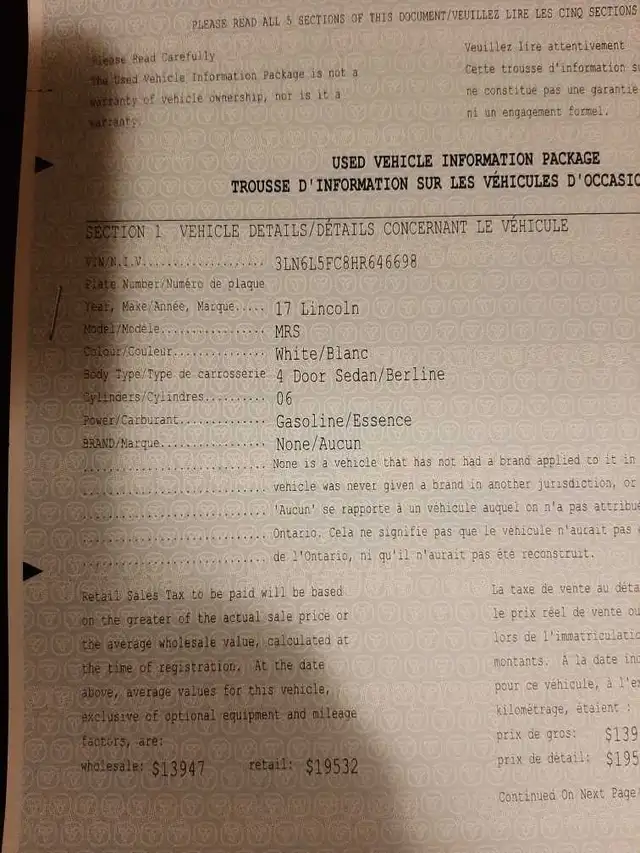 PLEASE READ ALL 5 SECTIONS OF THIS DOCUMENT/VEUILLEZ LIRE LES CINQ SECTIONS
Please Read Carefully
The Used Vehicle Information Package is not a
warranty of vehicle ownership, nor is it a
warranty.
Veuillez lire attentivement
Cette trousse d'information su
ne constitue pas une garantie
ni un engagement formel.
USED VEHICLE INFORMATION PACKAGE
TROUSSE D'INFORMATION SUR LES VÉHICULES D'OCCASIO
SECTION 1 VEHICLE DETAILS/DÉTAILS CONCERNANT LE VÉHICULE
VIN/N.I.V................... 3LN6L5FC8HR646698
Plate Number/Numéro de plaque
Year, Make/Année, Marque..... 17 Lincoln
Model/Modèle................ MRS
Colour/Couleur.............. White/Blanc
Body Type/Type de carrosserie 4 Door Sedan/Berline
Cylinders/Cylindres......... 06
Power/Carburant............. Gasoline/Essence
BRAND/Marque................ None/Aucun
............................ None is a vehicle that has not had a brand applied to it in
............................ vehicle was never given a brand in another jurisdiction, or
............................ 'Aucun' se rapporte à un véhicule auquel on n'a pas attribué
............................ Ontario. Cela ne signifie pas que le véhicule n'aurait pas
............................ de l'Ontario, ni qu'il n'aurait pas été reconstruit.
Retail Sales Tax to be paid will be based
on the greater of the actual sale price or
the average wholesale value, calculated at
the time of registration. At the date
above, average values for this vehicle,
exclusive of optional equipment and mileage
factors, are:
wholesale: $13947 retail: $19532
La taxe de vente au déta
le prix réel de vente ou
lors de l'immatriculatio
montants. À la date ind
pour ce véhicule, à l'ex
kilométrage, étaient :
prix de gros: $139
prix de détail: $195
Continued On Next Page